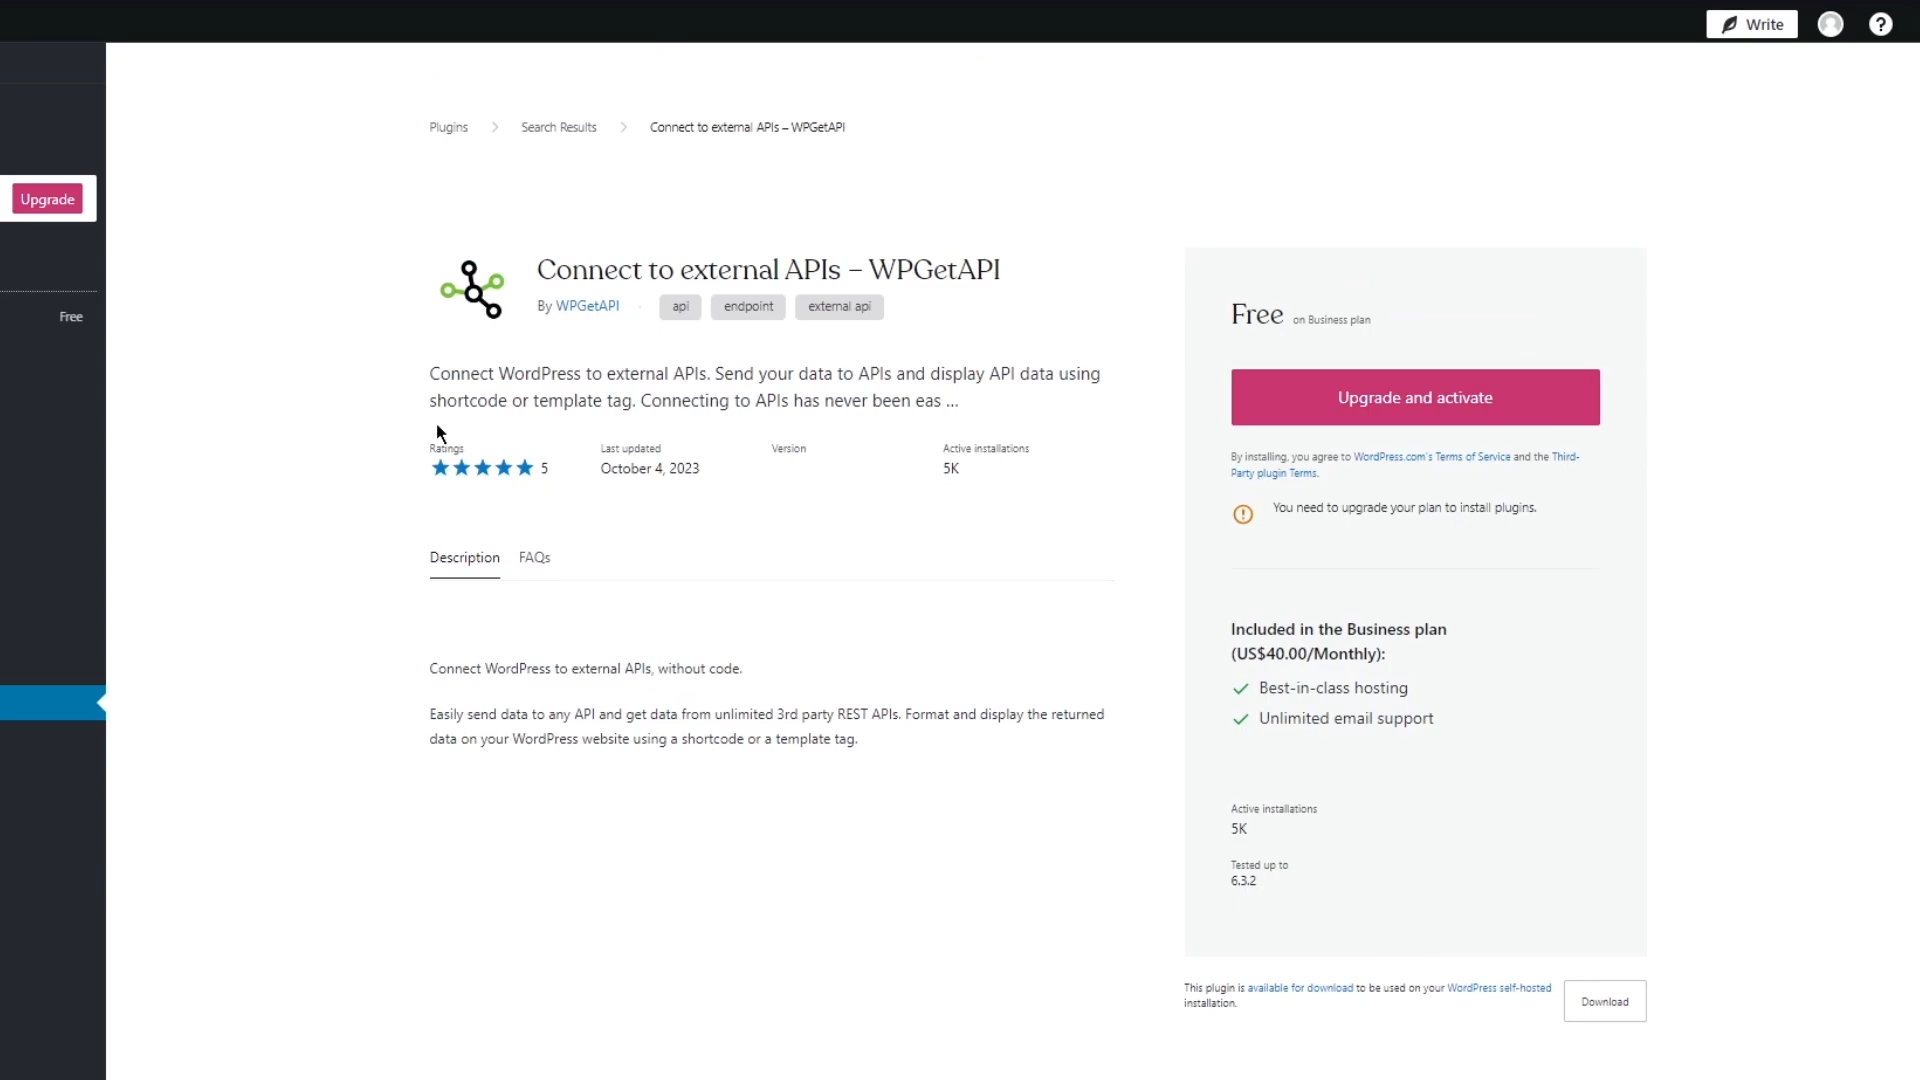 Write
?
Plugins
Search Results
Connect to external APIs – WPGetAPI
Upgrade
Free
Connect to external APIs – WPGetAPI
By WPGetAPI · api endpoint external api
Connect WordPress to external APIs. Send your data to APIs and display API data using
shortcode or template tag. Connecting to APIs has never been eas ...
Ratings
5
Last updated
October 4, 2023
Version
Active installations
5K
Description
FAQs
Connect WordPress to external APIs, without code.
Easily send data to any API and get data from unlimited 3rd party REST APIs. Format and display the returned
data on your WordPress website using a shortcode or a template tag.
Free on Business plan
Upgrade and activate
By installing, you agree to WordPress.com's Terms of Service and the Third-
Party plugin Terms.
You need to upgrade your plan to install plugins.
Included in the Business plan
(US$40.00/Monthly):
Best-in-class hosting
Unlimited email support
Active installations
5K
Tested up to
6.3.2
This plugin is available for download to be used on your WordPress self-hosted
installation.
Download